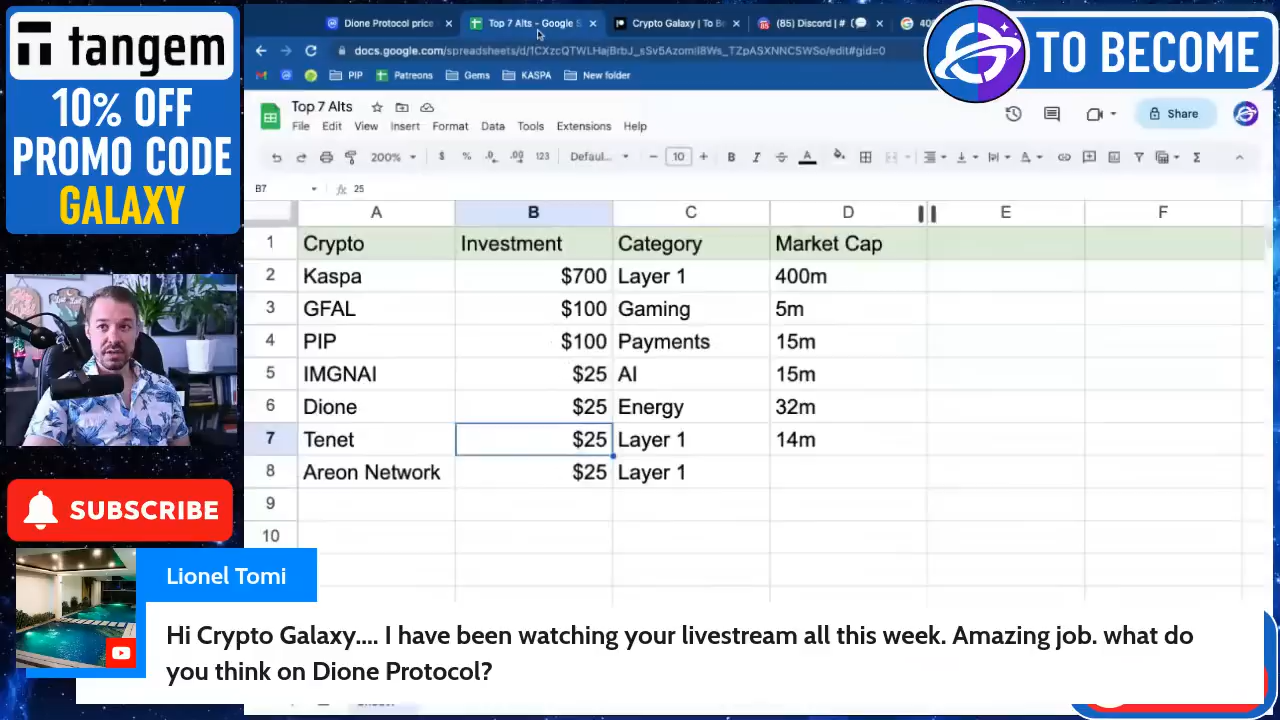 tangem
10% OFF
PROMO CODE
GALAXY
SUBSCRIBE
Dione Protocol price
Top 7 Alts - Google
Crypto Galaxy | T
(85) Discord | #
TO BECOME
docs.google.com/spreadsheets/d/1CXzcQTWLHajBrbJ_sSv5AzomiI8Ws_TZpASXNNCSWSo/edit#gid=0
PIP Patreons Gems KASPA New folder
Top 7 Alts
File Edit View Insert Format Data Tools Extensions Help
Share
200% $ % .0 .00 123 Defaul... 10 B I A
B7 fx 25
A B C D E F
1 Crypto Investment Category Market Cap
2 Kaspa $700 Layer 1 400m
3 GFAL $100 Gaming 5m
4 PIP $100 Payments 15m
5 IMGNAI $25 AI 15m
6 Dione $25 Energy 32m
7 Tenet $25 Layer 1 14m
8 Areon Network $25 Layer 1
9
10
Lionel Tomi
Hi Crypto Galaxy.... I have been watching your livestream all this week. Amazing job. what do
you think on Dione Protocol?